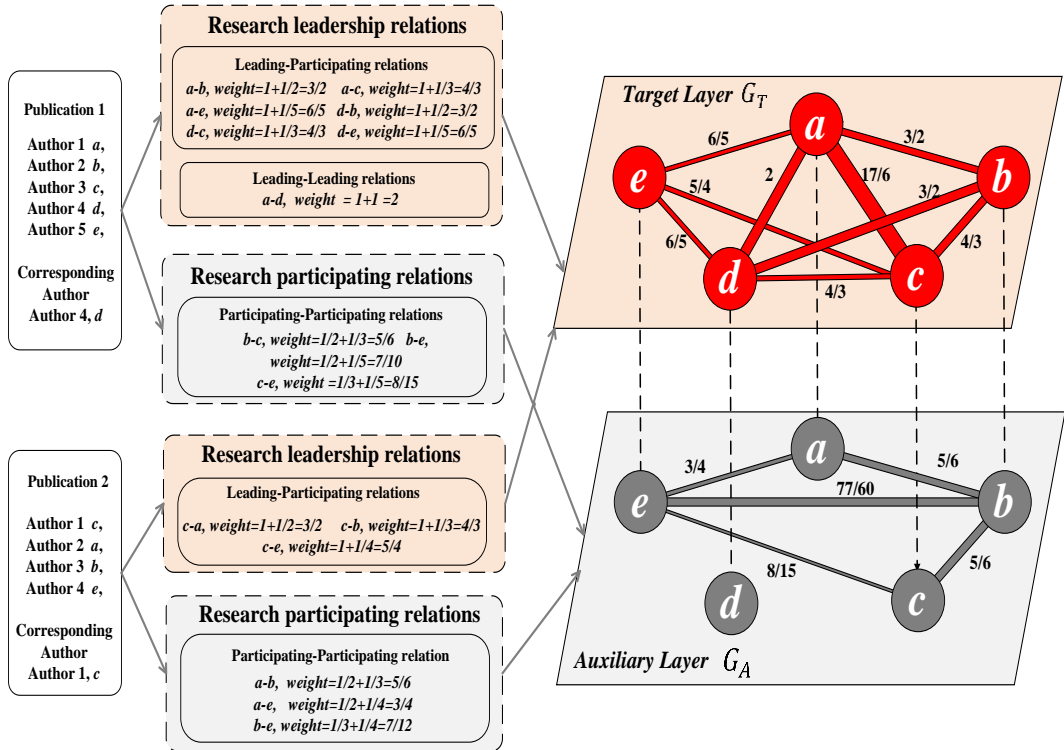 Publication 1
Author 1 a,
Author 2 b,
Author 3 c,
Author 4 d,
Author 5 e,
Corresponding
Author
Author 4, d
Research leadership relations
Leading-Participating relations
a-b, weight=1+1/2=3/2 a-c, weight=1+1/3=4/3
a-e, weight=1+1/5=6/5 d-b, weight=1+1/2=3/2
d-c, weight=1+1/3=4/3 d-e, weight=1+1/5=6/5
Leading-Leading relations
a-d, weight = 1+1 =2
Research participating relations
Participating-Participating relations
b-c, weight=1/2+1/3=5/6 b-e,
weight=1/2+1/5=7/10
c-e, weight =1/3+1/5=8/15
Publication 2
Author 1 c,
Author 2 a,
Author 3 b,
Author 4 e,
Corresponding
Author
Author 1, c
Research leadership relations
Leading-Participating relations
c-a, weight=1+1/2=3/2 c-b, weight=1+1/3=4/3
c-e, weight=1+1/4=5/4
Research participating relations
Participating-Participating relation
a-b, weight=1/2+1/3=5/6
a-e, weight=1/2+1/4=3/4
b-e, weight=1/3+1/4=7/12
Target Layer G_T
a
6/5
3/2
e
b
5/4
2
17/6
3/2
6/5
4/3
d
c
4/3
a
3/4
5/6
e
77/60
b
8/15
5/6
d
c
Auxiliary Layer G_A